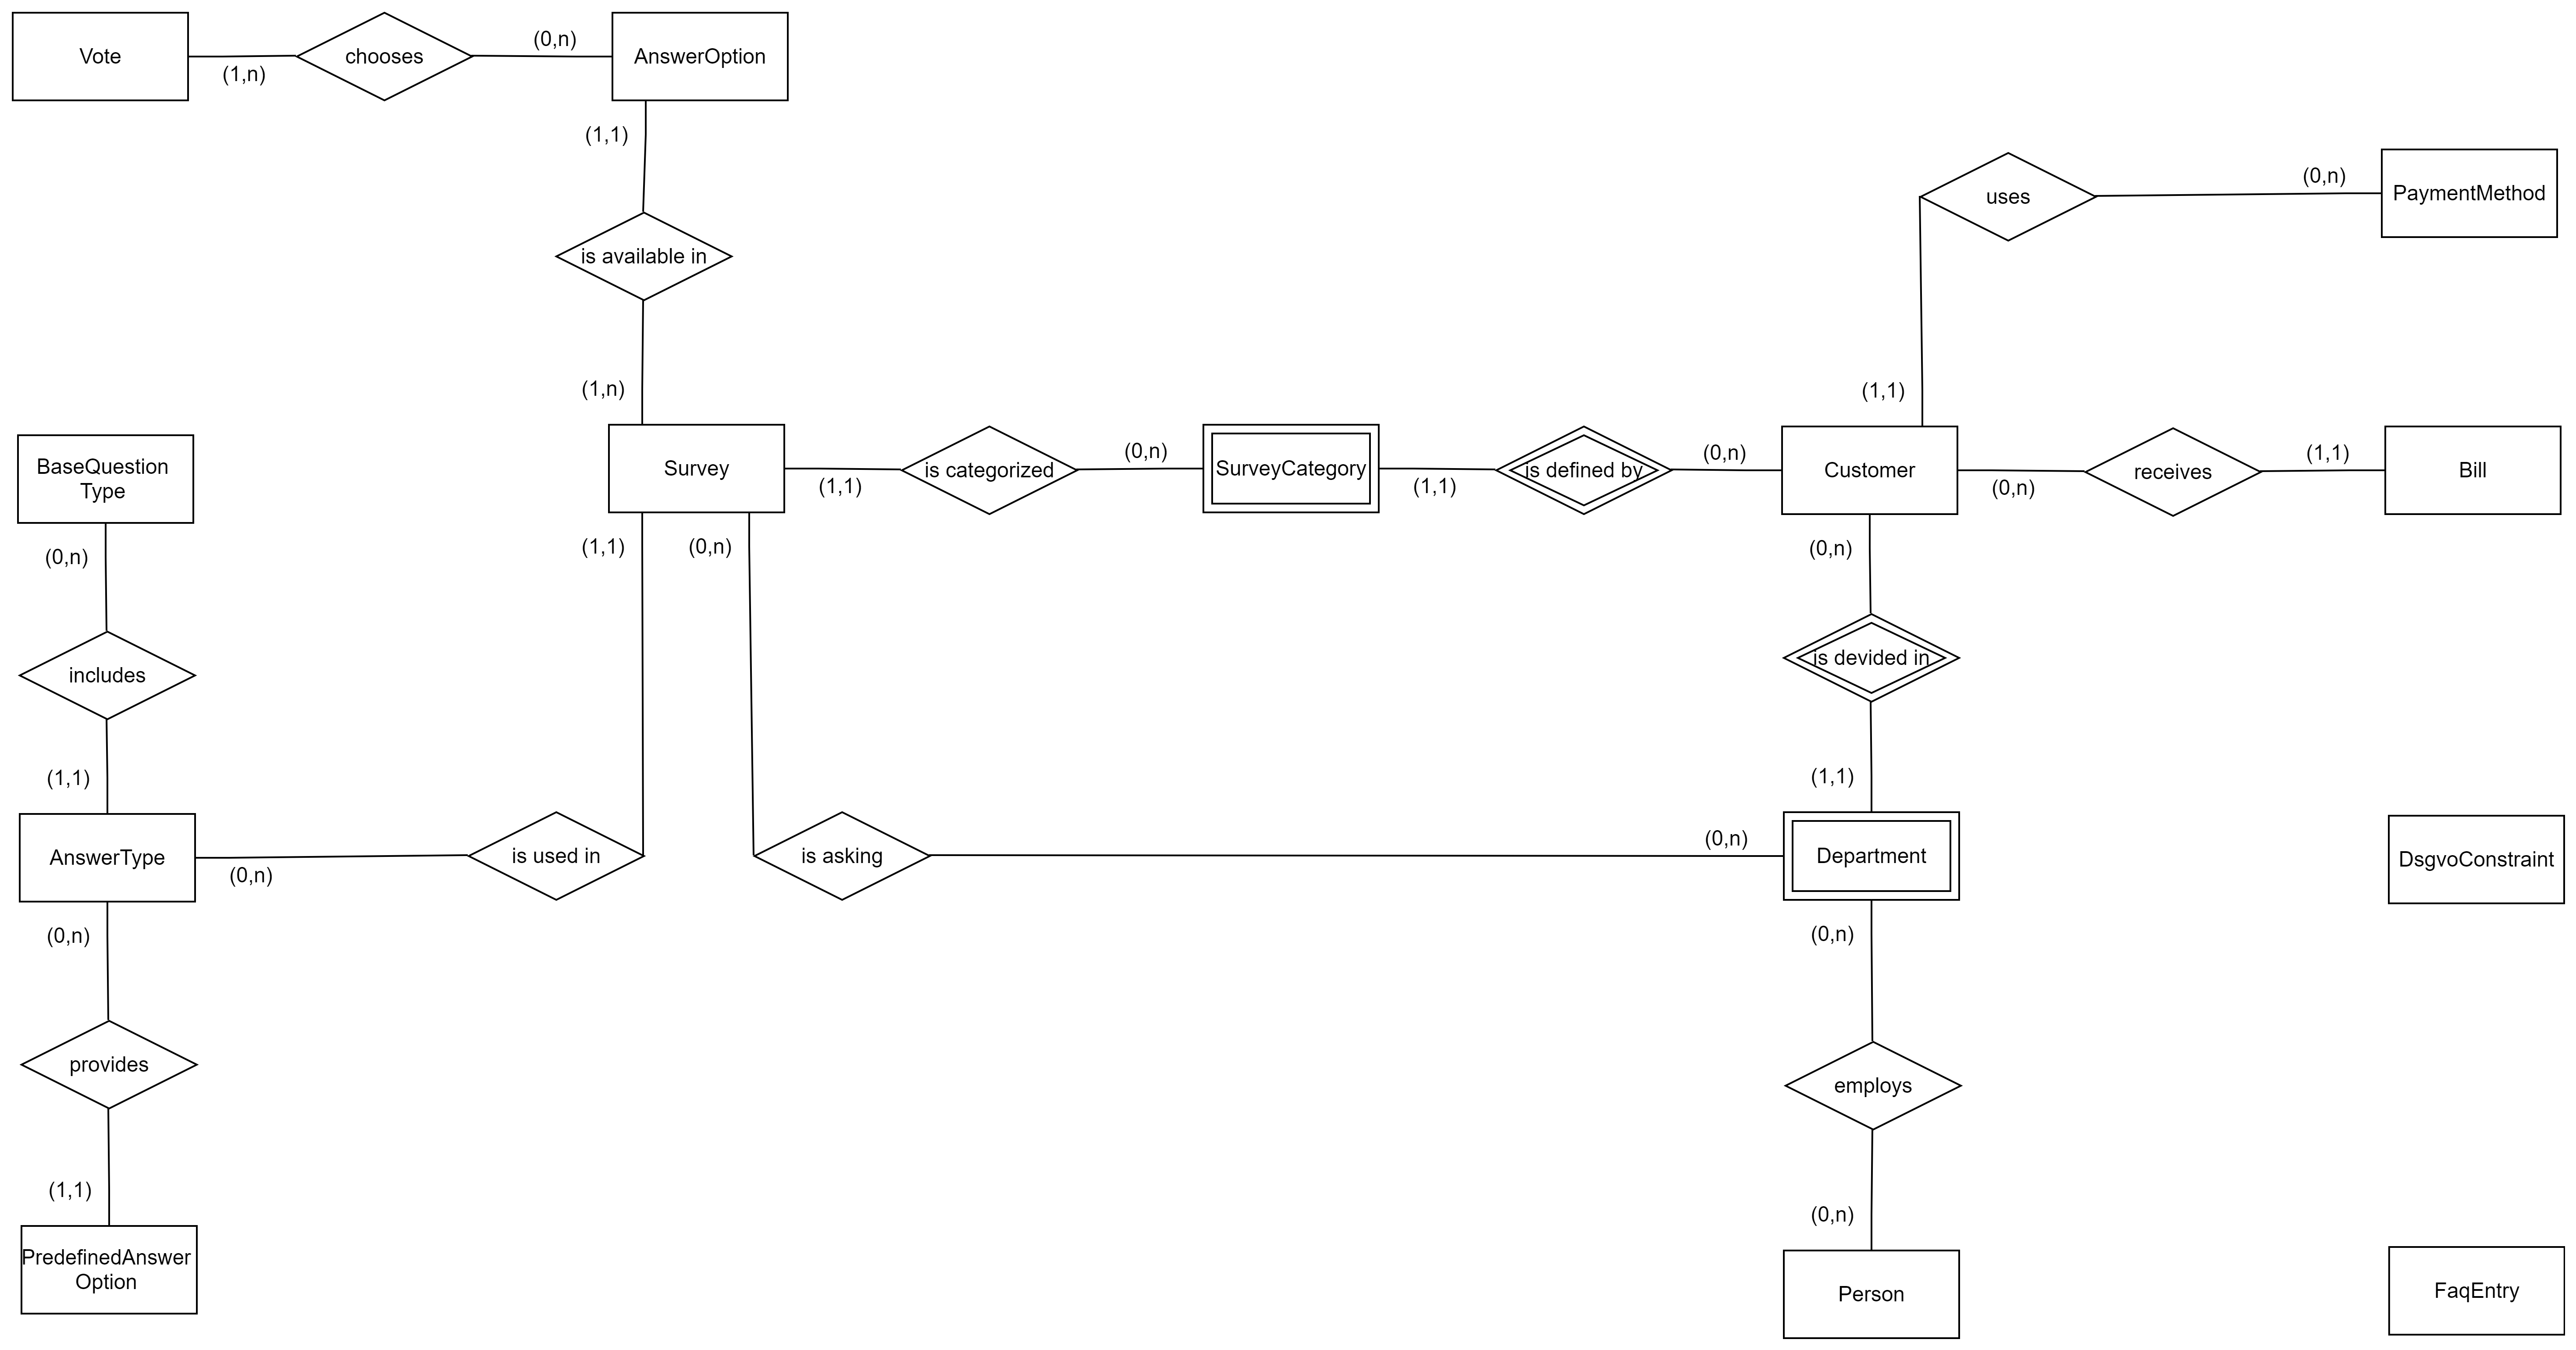 Vote
(1,n)
chooses
(0,n)
AnswerOption
(1,1)
is available in
(1,n)
uses
(0,n)
PaymentMethod
(1,1)
BaseQuestion
Type
Survey
(1,1)
is categorized
(0,n)
SurveyCategory
(1,1)
is defined by
(0,n)
Customer
(0,n)
receives
(1,1)
Bill
(0,n)
(1,1)
(0,n)
(0,n)
includes
is devided in
(1,1)
(1,1)
AnswerType
(0,n)
is used in
is asking
(0,n)
Department
DsgvoConstraint
(0,n)
(0,n)
provides
employs
(1,1)
(0,n)
PredefinedAnswer
Option
Person
FaqEntry